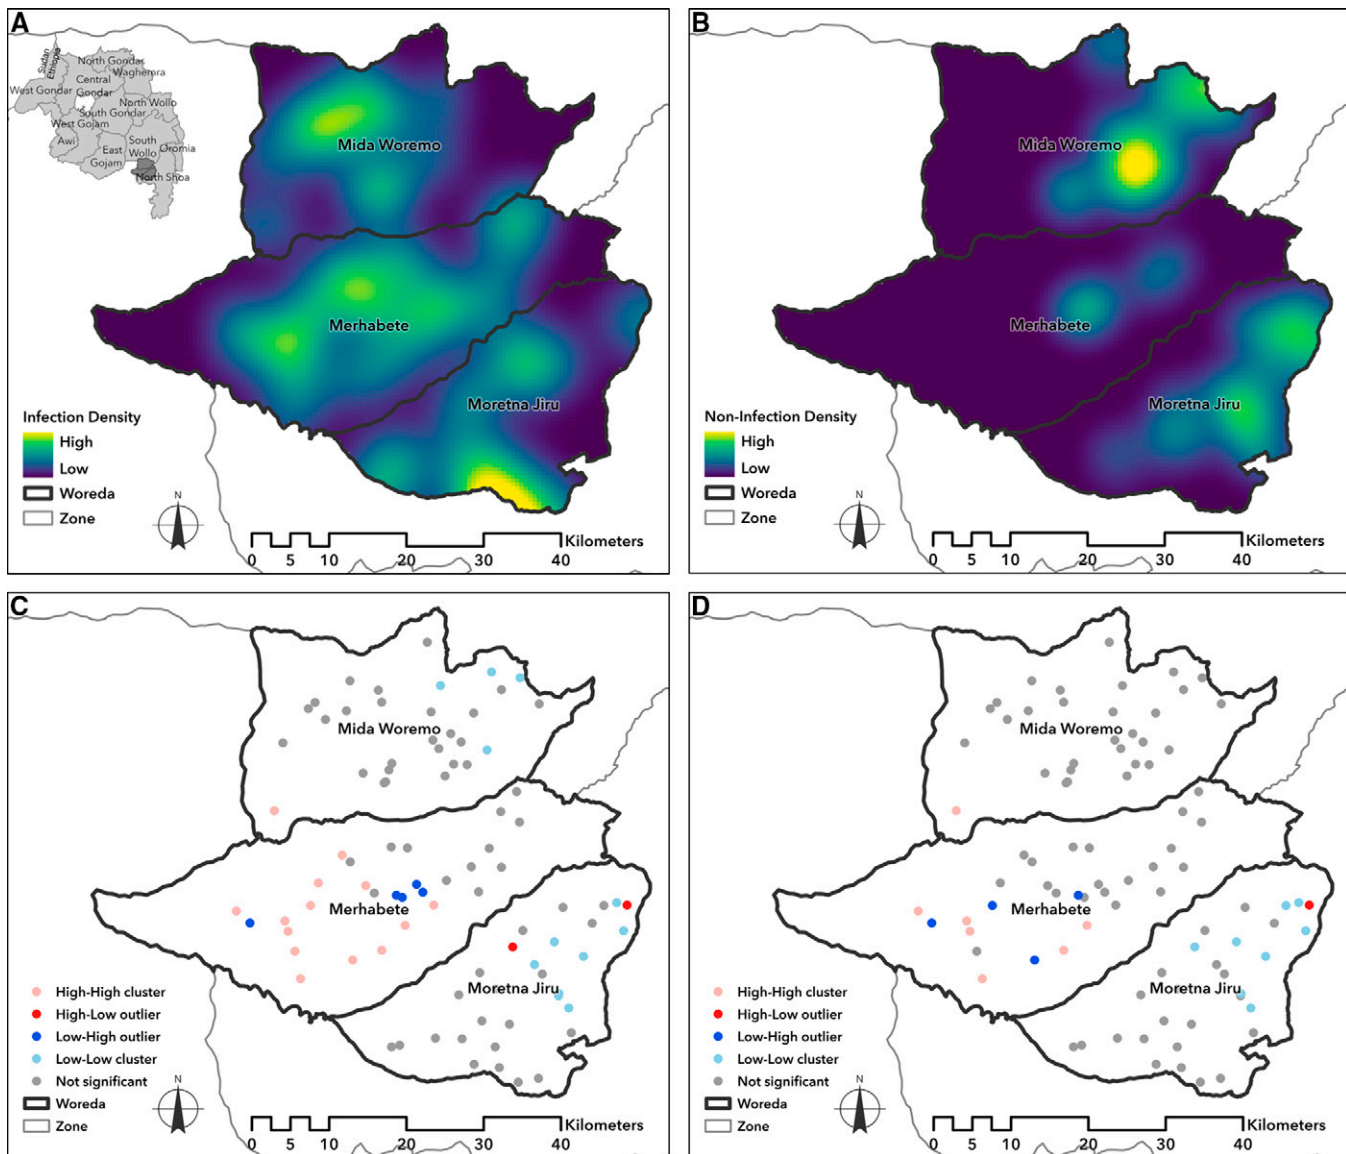 A
Sudan
Ethiopia
North Gondas
Waghemra
West Gondar
Central
Gondar
North Wollo
South Gondar
West Gojam
Awi
East
Gojam
South
Wollo
Oromia
North Shoa
Mida Woremo
Merhabete
Moretna Jiru
Infection Density
High
Low
Woreda
Zone
N
0 5 10 20 30 40 Kilometers
B
Mida Woremo
Merhabete
Moretna Jiru
Non-Infection Density
High
Low
Woreda
Zone
N
0 5 10 20 30 40 Kilometers
C
Mida Woremo
Merhabete
Moretna Jiru
High-High cluster
High-Low outlier
Low-High outlier
Low-Low cluster
Not significant
Woreda
Zone
N
0 5 10 20 30 40 Kilometers
D
Mida Woremo
Merhabete
Moretna Jiru
High-High cluster
High-Low outlier
Low-High outlier
Low-Low cluster
Not significant
Woreda
Zone
N
0 5 10 20 30 40 Kilometers